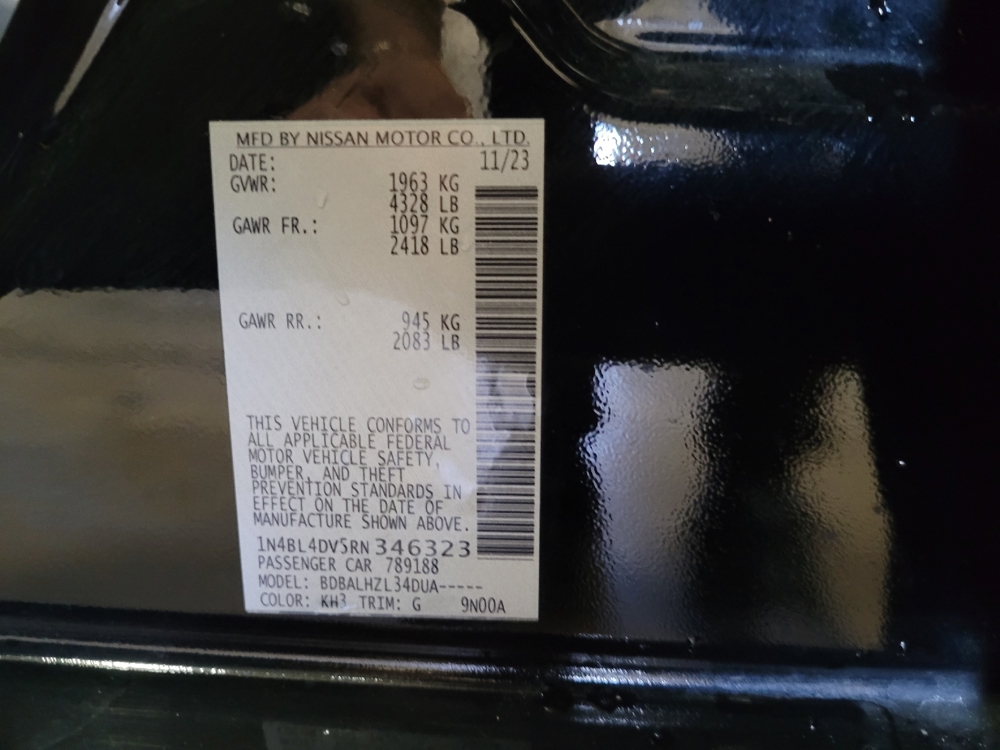 MFD BY NISSAN MOTOR CO., LTD.
DATE: 11/23
GVWR: 1963 KG
4328 LB
GAWR FR.: 1097 KG
2418 LB
GAWR RR.: 945 KG
2083 LB
THIS VEHICLE CONFORMS TO
ALL APPLICABLE FEDERAL
MOTOR VEHICLE SAFETY,
BUMPER, AND THEFT
PREVENTION STANDARDS IN
EFFECT ON THE DATE OF
MANUFACTURE SHOWN ABOVE.
1N4BL4DV5RN346323
PASSENGER CAR 789188
MODEL: BDBALHZL34DUA-----
COLOR: KH3 TRIM: G 9N00A